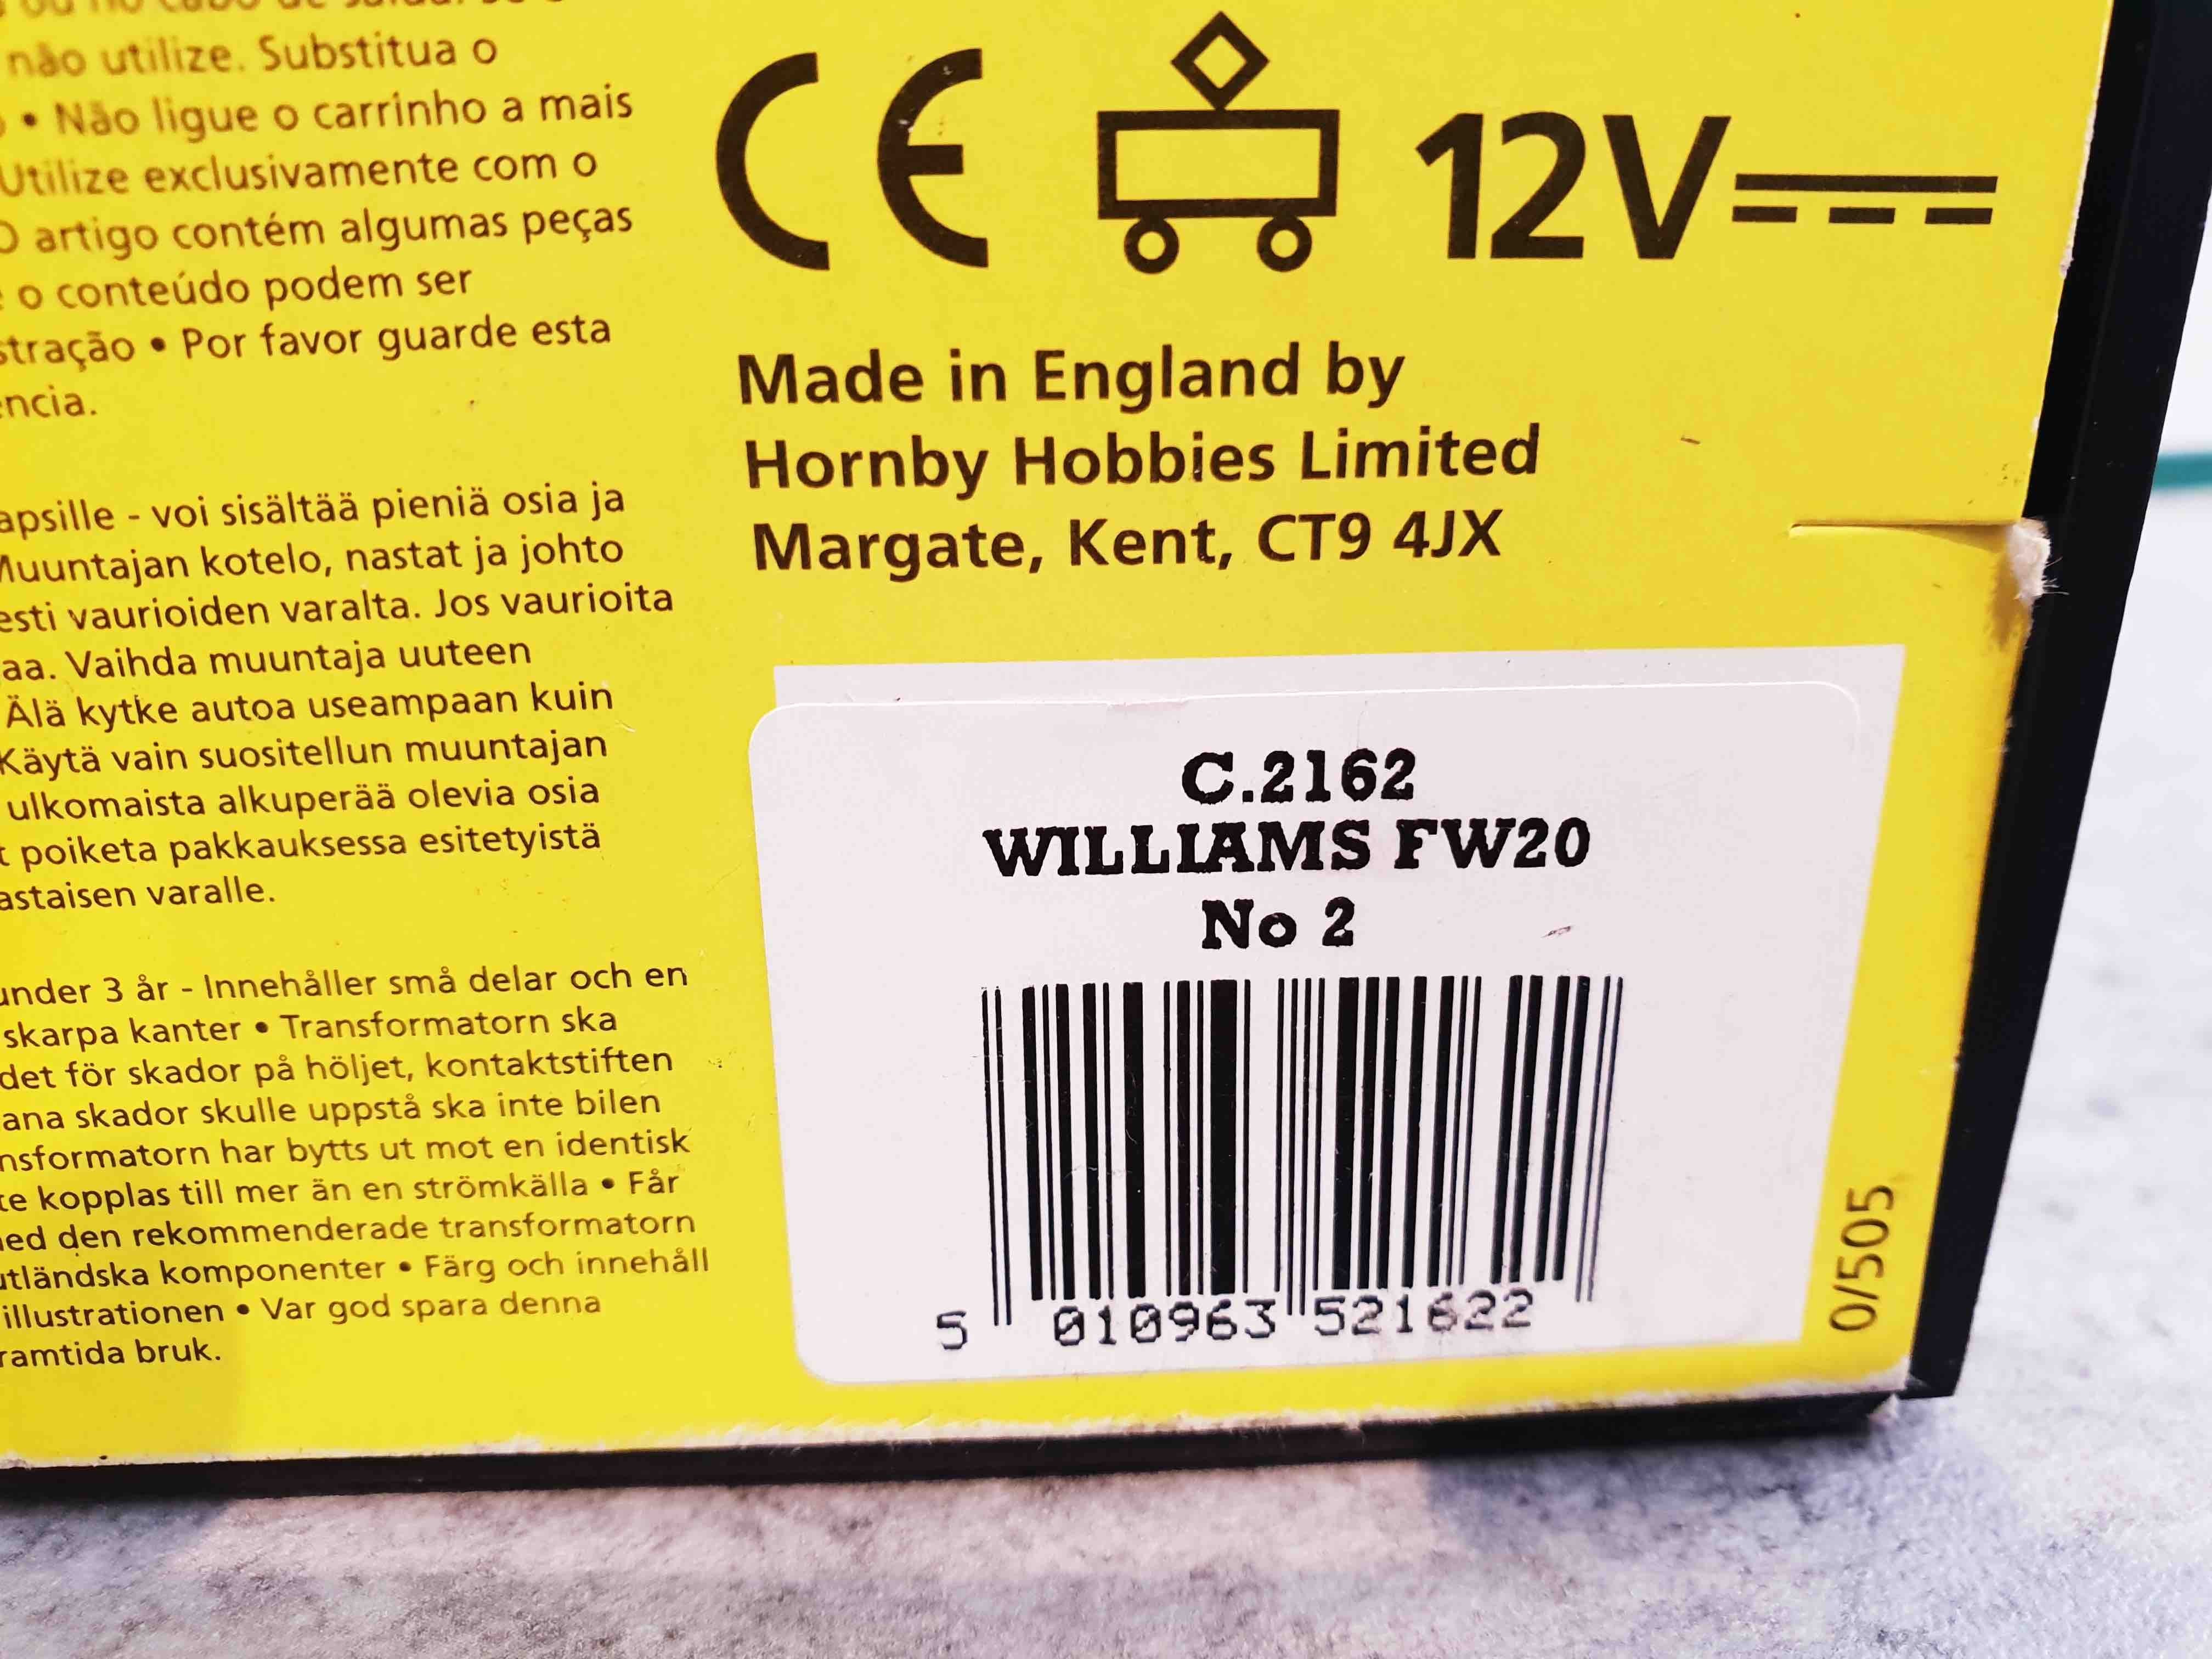 não utilize. Substitua o
• Não ligue o carrinho a mais
Utilize exclusivamente com o
O artigo contém algumas peças
o conteúdo podem ser
• Por favor guarde esta
apsille - voi sisältää pieniä osia ja
Muuntajan kotelo, nastat ja johto
esti vaurioiden varalta. Jos vaurioita
aa. Vaihda muuntaja uuteen
Älä kytke autoa useampaan kuin
Käytä vain suositellun muuntajan
ulkomaista alkuperää olevia osia
t poiketa pakkauksessa esitetyistä
astaisen varalle.
under 3 år - Innehåller små delar och en
skarpa kanter • Transformatorn ska
det för skador på höljet, kontaktstiften
ana skador skulle uppstå ska inte bilen
nsformatorn har bytts ut mot en identisk
te kopplas till mer än en strömkälla • Får
ned den rekommenderade transformatorn
utländska komponenter • Färg och innehåll
illustrationen • Var god spara denna
ramtida bruk.
CE 12V
Made in England by
Hornby Hobbies Limited
Margate, Kent, CT9 4JX
C.2162
WILLIAMS FW20
No 2
5 010963 521622
0/505